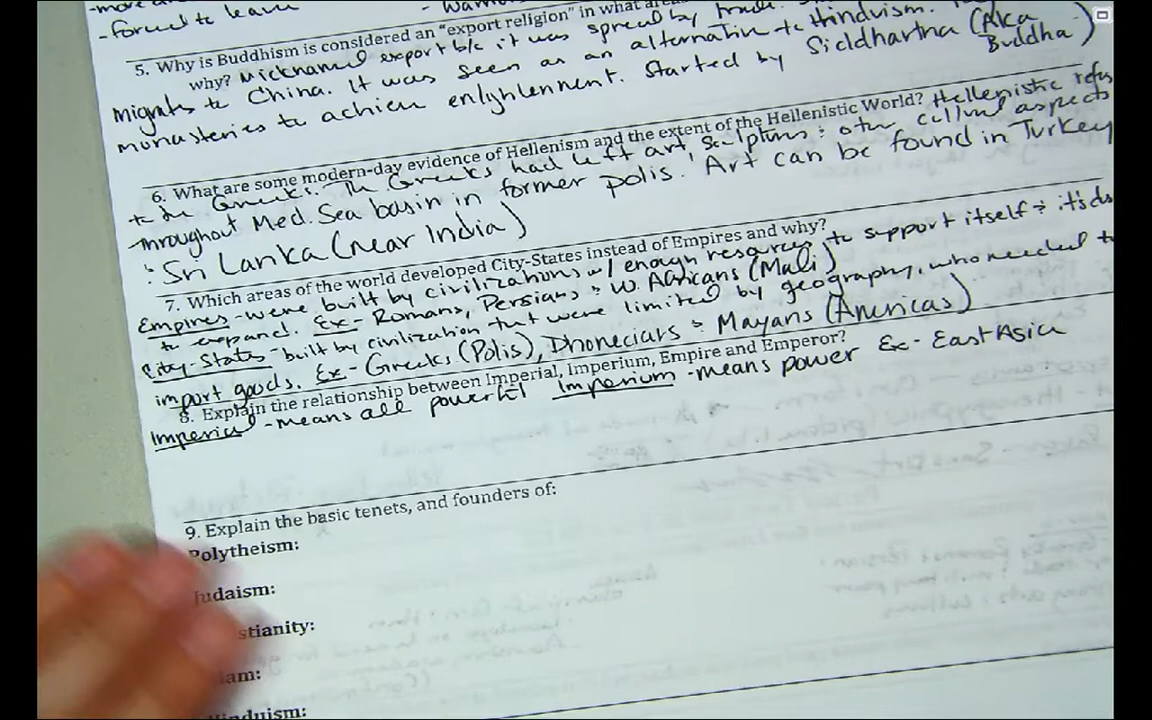 -more
-forced to leave
5. Why is Buddhism is considered an "export religion" in what areas
why? Nicknamed export b/c it was spread by trade
migrates to China. It was seen as an alternative to Hinduism.
monasteries to achieve enlightenment. Started by Siddhartha (Aka Buddha)
6. What are some modern-day evidence of Hellenism and the extent of the Hellenistic World? Hellenistic refers
to the Greeks. The Greeks had left art, sculptures & other cultural aspects
throughout Med. Sea basin in former polis. Art can be found in Turkey
& Sri Lanka (near India)
7. Which areas of the world developed City-States instead of Empires and why?
Empires - were built by civilizations w/ enough resources to support itself &
to expand. Ex - Romans, Persians & W. Africans (Mali)
City-States - built by civilization that were limited by geography, who needed to
import goods. Ex - Greeks (Polis), Phoneciars & Mayans (Americas)
8. Explain the relationship between Imperial, Imperium, Empire and Emperor?
Imperial - means all powerful Imperium - means power Ex - East Asia
9. Explain the basic tenets, and founders of:
Polytheism:
Judaism:
stianity:
lam:
Hinduism: